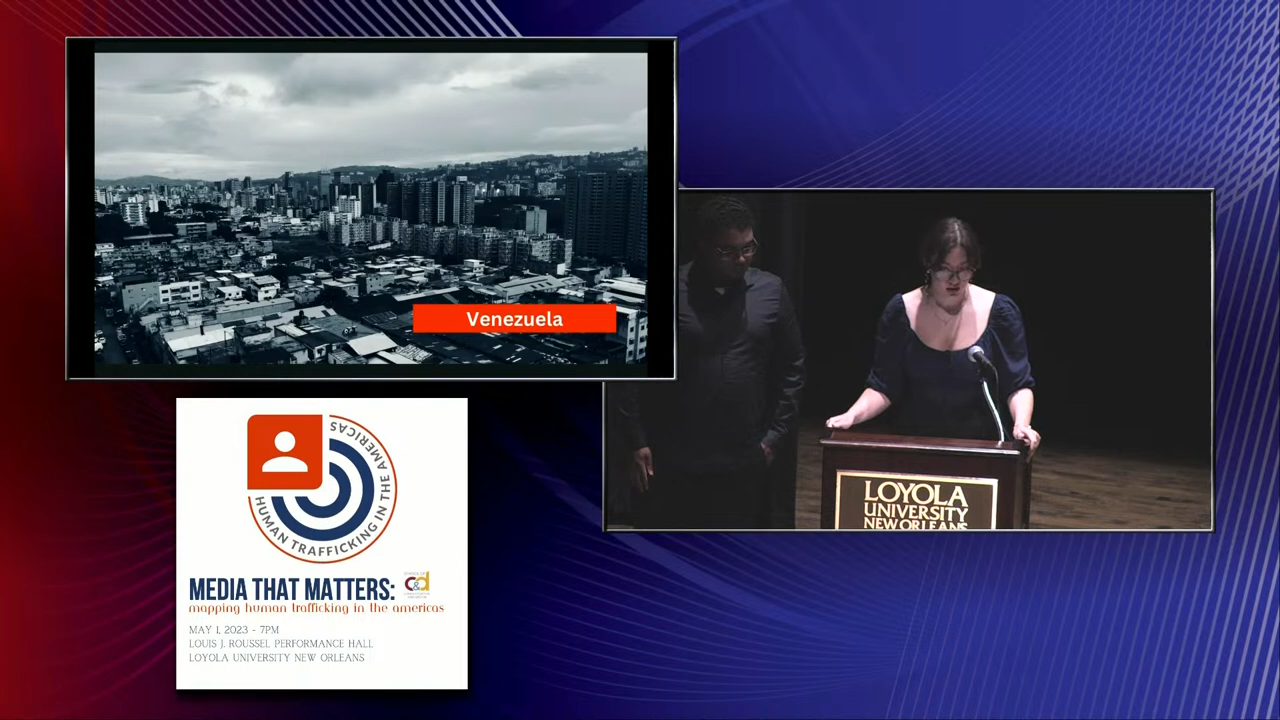 Venezuela
HUMAN TRAFFICKING IN THE AMERICAS
MEDIA THAT MATTERS:
c&d
mapping human trafficking in the americas
MAY 1, 2023 - 7PM
LOUIS J. ROUSSEL PERFORMANCE HALL
LOYOLA UNIVERSITY NEW ORLEANS
LOYOLA
UNIVERSITY
NEW ORLEANS